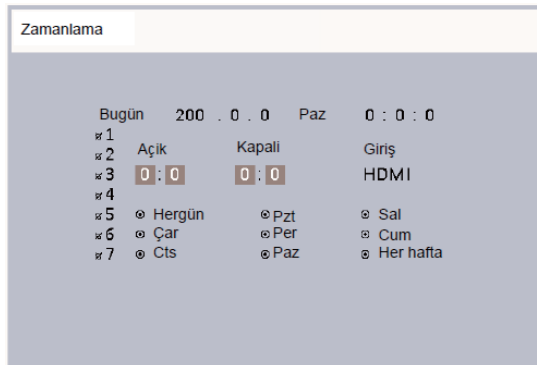 Zamanlama
Bugün 200 . 0 . 0 Paz 0 : 0 : 0
1
2 Açik Kapali Giriş
3 0 : 0 0 : 0 HDMI
4
5 Hergün Pzt Sal
6 Çar Per Cum
7 Cts Paz Her hafta